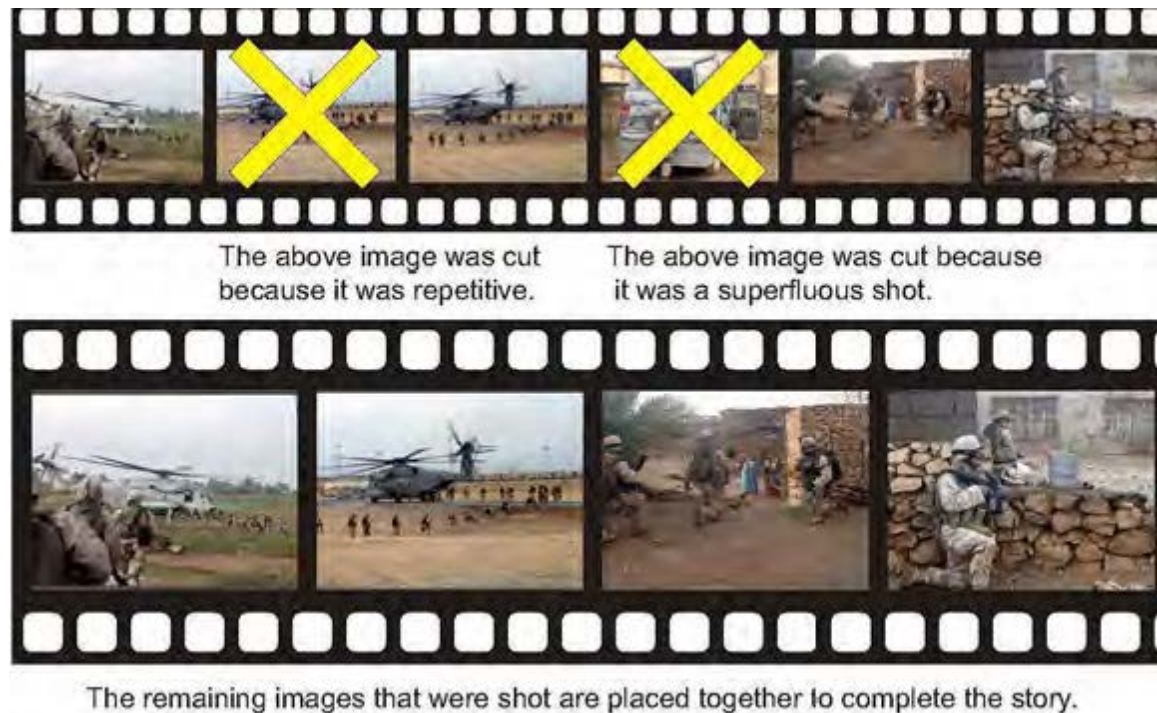 The above image was cut
because it was repetitive.
The above image was cut because
it was a superfluous shot.
The remaining images that were shot are placed together to complete the story.